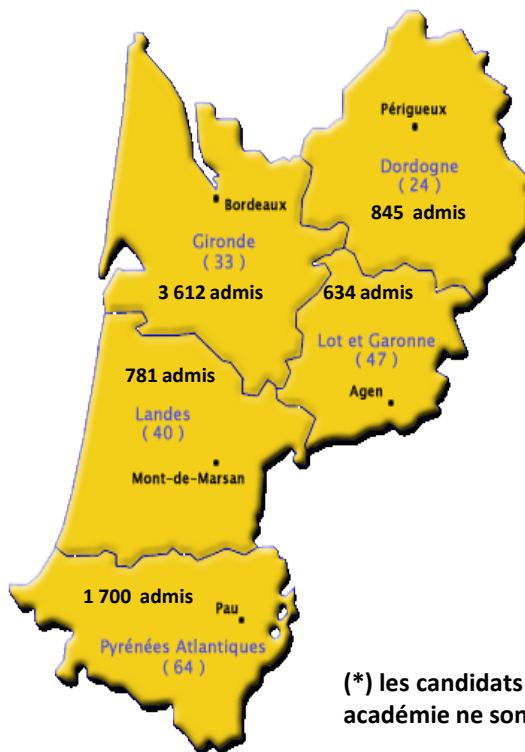 Périgueux
Dordogne
( 24 )
845 admis
Bordeaux
Gironde
( 33 )
3 612 admis
634 admis
Lot et Garonne
( 47 )
Agen
781 admis
Landes
( 40 )
Mont-de-Marsan
1 700 admis
Pau
Pyrénées Atlantiques
( 64 )
(*) les candidats
académie ne son